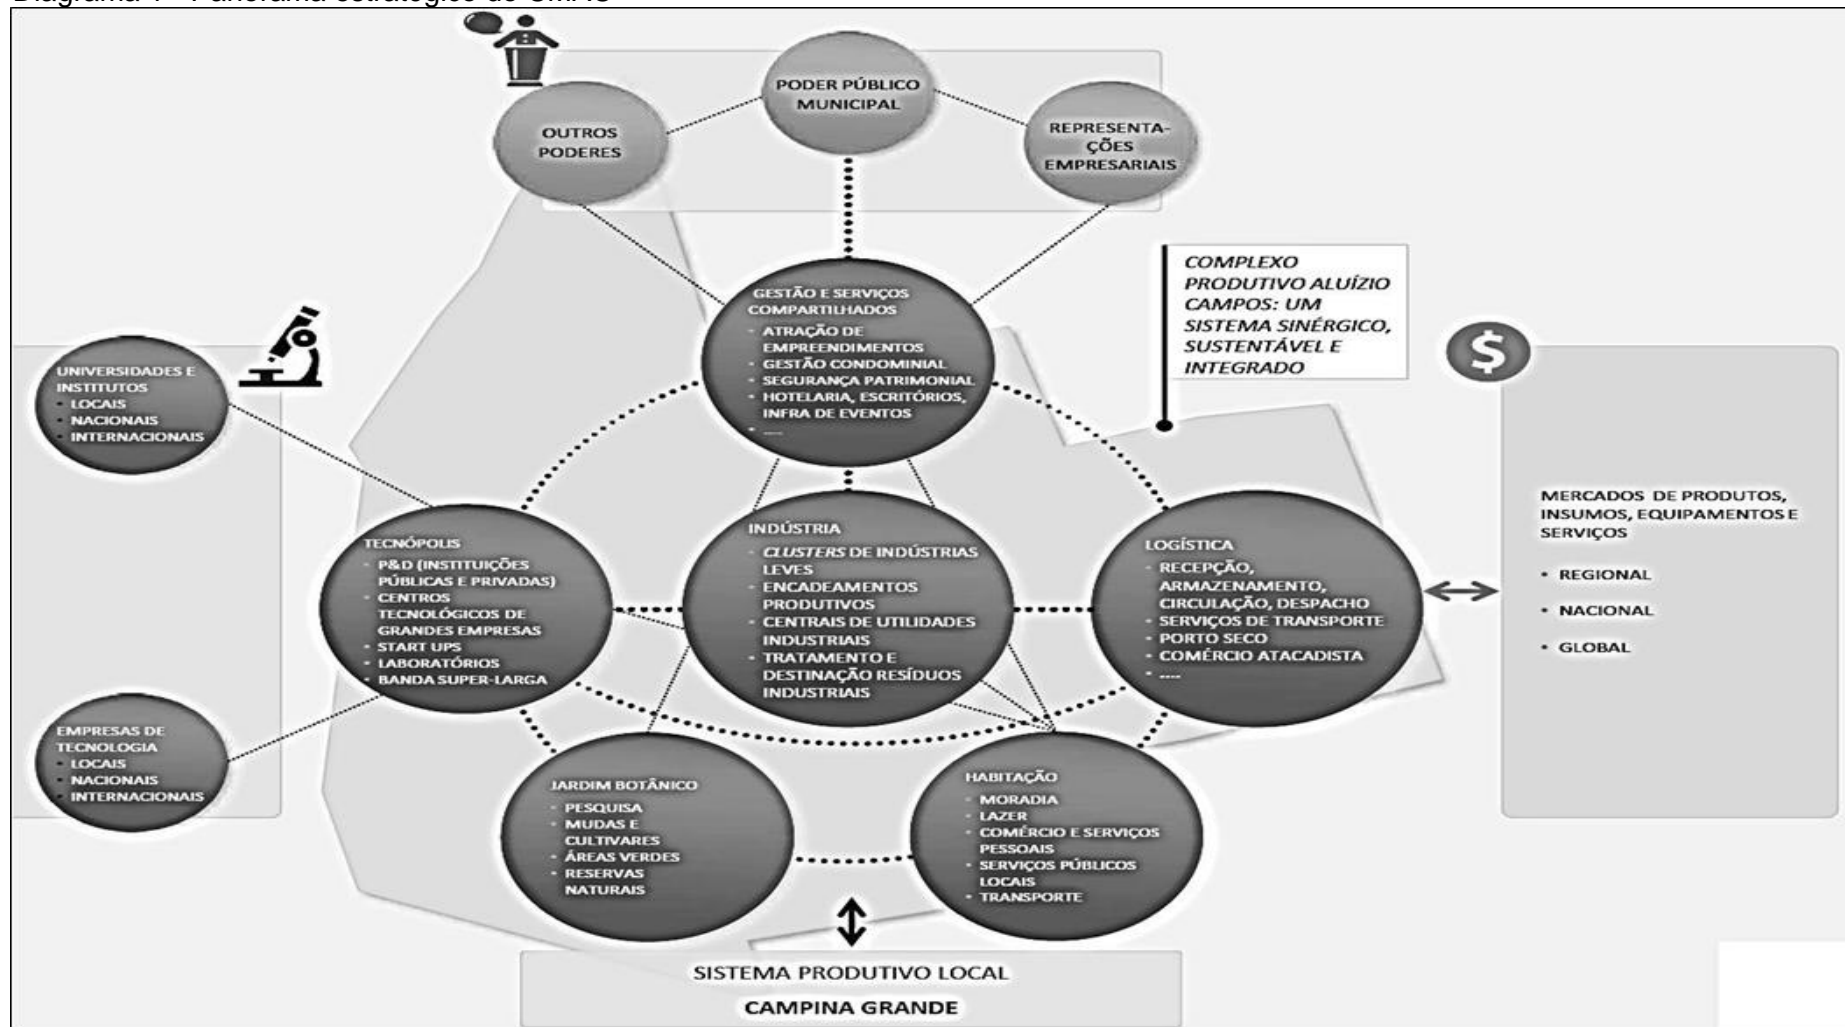 PODER PÚBLICO
MUNICIPAL
OUTROS
PODERES
REPRESENTA-
ÇÕES
EMPRESARIAIS
GESTÃO E SERVIÇOS
COMPARTILHADOS
- ATRAÇÃO DE
EMPREENDIMENTOS
- GESTÃO CONDOMINIAL
- SEGURANÇA PATRIMONIAL
- HOTELARIA, ESCRITÓRIOS,
INFRA DE EVENTOS
- ....
COMPLEXO
PRODUTIVO ALUÍZIO
CAMPOS: UM
SISTEMA SINÉRGICO,
SUSTENTÁVEL E
INTEGRADO
UNIVERSIDADES E
INSTITUTOS
• LOCAIS
• NACIONAIS
• INTERNACIONAIS
$
MERCADOS DE PRODUTOS,
INSUMOS, EQUIPAMENTOS E
SERVIÇOS
• REGIONAL
• NACIONAL
• GLOBAL
TECNÓPOLIS
- P&D (INSTITUIÇÕES
PÚBLICAS E PRIVADAS)
- CENTROS
TECNOLÓGICOS DE
GRANDES EMPRESAS
- START UPS
- LABORATÓRIOS
- BANDA SUPER-LARGA
INDÚSTRIA
- CLUSTERS DE INDÚSTRIAS
LEVES
- ENCADEAMENTOS
PRODUTIVOS
- CENTRAIS DE UTILIDADES
INDUSTRIAIS
- TRATAMENTO E
DESTINAÇÃO RESÍDUOS
INDUSTRIAIS
LOGÍSTICA
- RECEPÇÃO,
ARMAZENAMENTO,
CIRCULAÇÃO, DESPACHO
- SERVIÇOS DE TRANSPORTE
- PORTO SECO
- COMÉRCIO ATACADISTA
- ....
EMPRESAS DE
TECNOLOGIA
• LOCAIS
• NACIONAIS
• INTERNACIONAIS
JARDIM BOTÂNICO
- PESQUISA
- MUDAS E
CULTIVARES
- ÁREAS VERDES
- RESERVAS
NATURAIS
HABITAÇÃO
- MORADIA
- LAZER
- COMÉRCIO E SERVIÇOS
PESSOAIS
- SERVIÇOS PÚBLICOS
LOCAIS
- TRANSPORTE
SISTEMA PRODUTIVO LOCAL
CAMPINA GRANDE